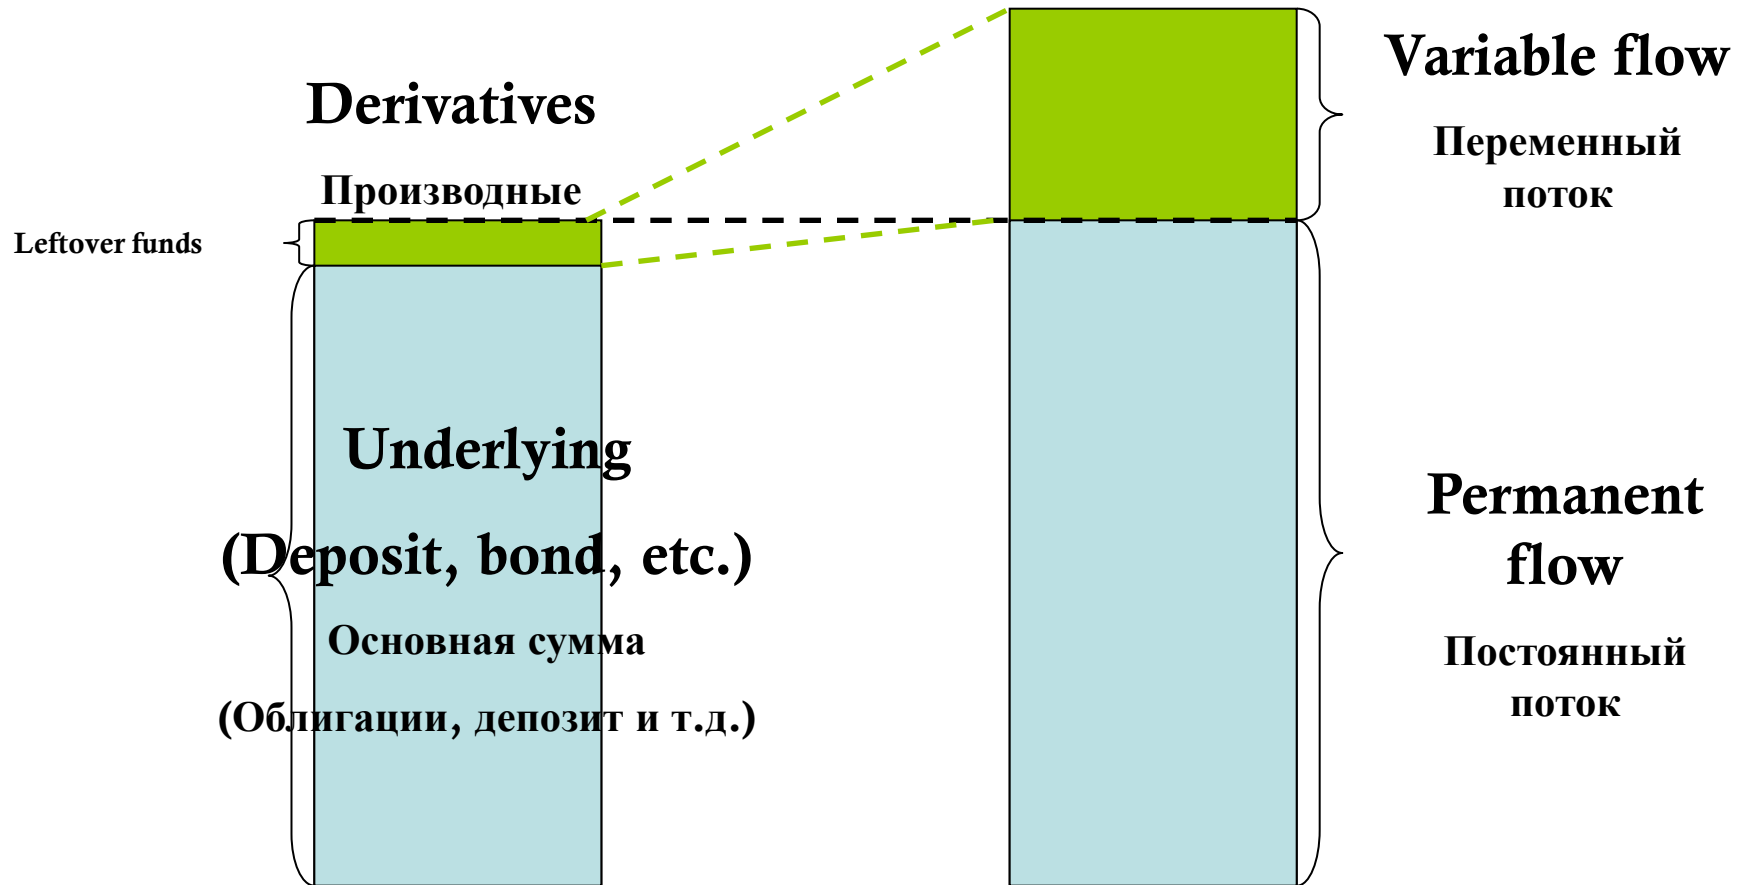 Derivatives
Производные
Leftover funds
Underlying
(Deposit, bond, etc.)
Основная сумма
(Облигации, депозит и т.д.)
Variable flow
Переменный
поток
Permanent
flow
Постоянный
поток